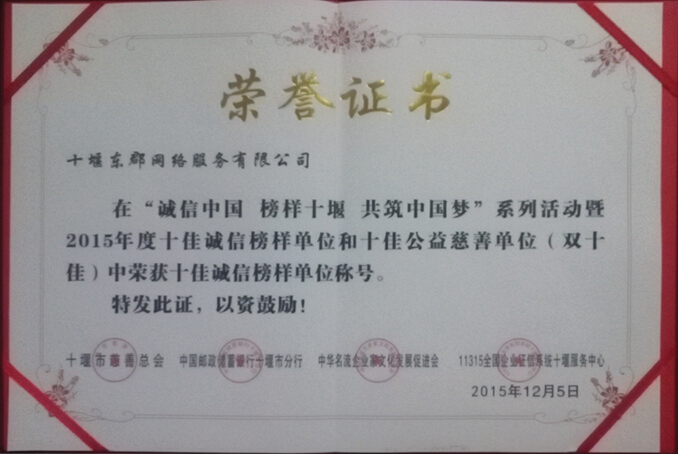 荣誉证书
十堰东郡网络服务有限公司
在“诚信中国 榜样十堰 共筑中国梦”系列活动暨
2015年度十佳诚信榜样单位和十佳公益慈善单位（双十
佳）中荣获十佳诚信榜样单位称号。
特发此证，以资鼓励！
十堰市慈善总会 中国邮政储蓄银行十堰市分行 中华名流企业家文化发展促进会 11315全国企业征信系统十堰服务中心
2015年12月5日